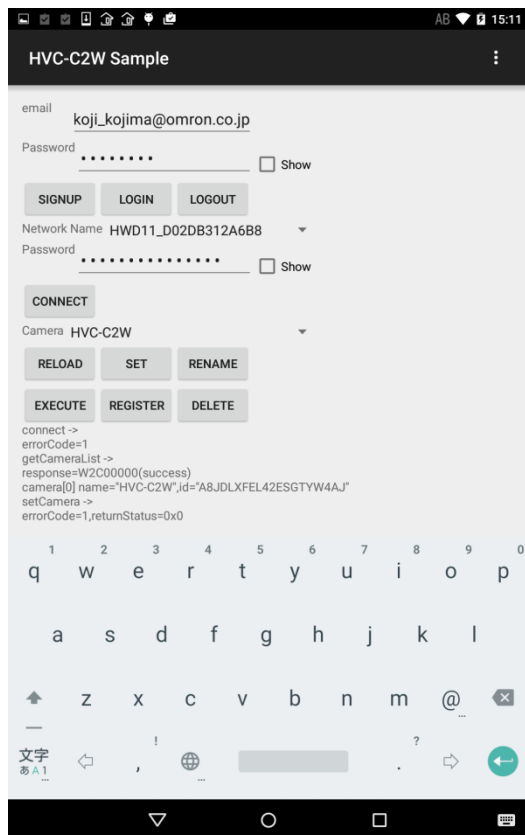 AB 15:11
HVC-C2W Sample
email
koji_kojima@omron.co.jp
Password
••••••••
Show
SIGNUP LOGIN LOGOUT
Network Name HWD11_D02DB312A6B8
Password
•••••••••••••••
Show
CONNECT
Camera HVC-C2W
RELOAD SET RENAME
EXECUTE REGISTER DELETE
connect ->
errorCode=1
getCameraList ->
response=W2C00000(success)
camera[0] name="HVC-C2W",id="A8JDLXFEL42ESGTYW4AJ"
setCamera ->
errorCode=1,returnStatus=0x0
1 2 3 4 5 6 7 8 9 0
q w e r t y u i o p
a s d f g h j k l
z x c v b n m @
! ?
文字 , .
あA1